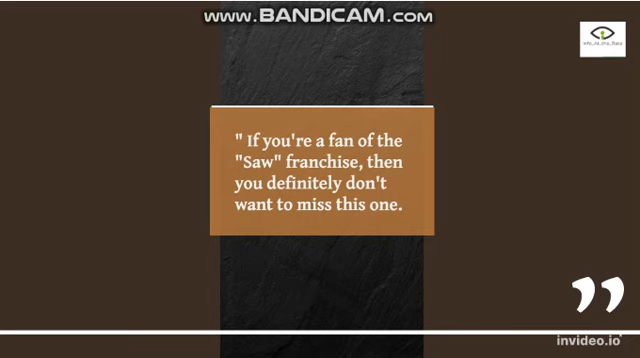 www.BANDICAM.com
" If you're a fan of the
"Saw" franchise, then
you definitely don't
want to miss this one.
”
invideo.io